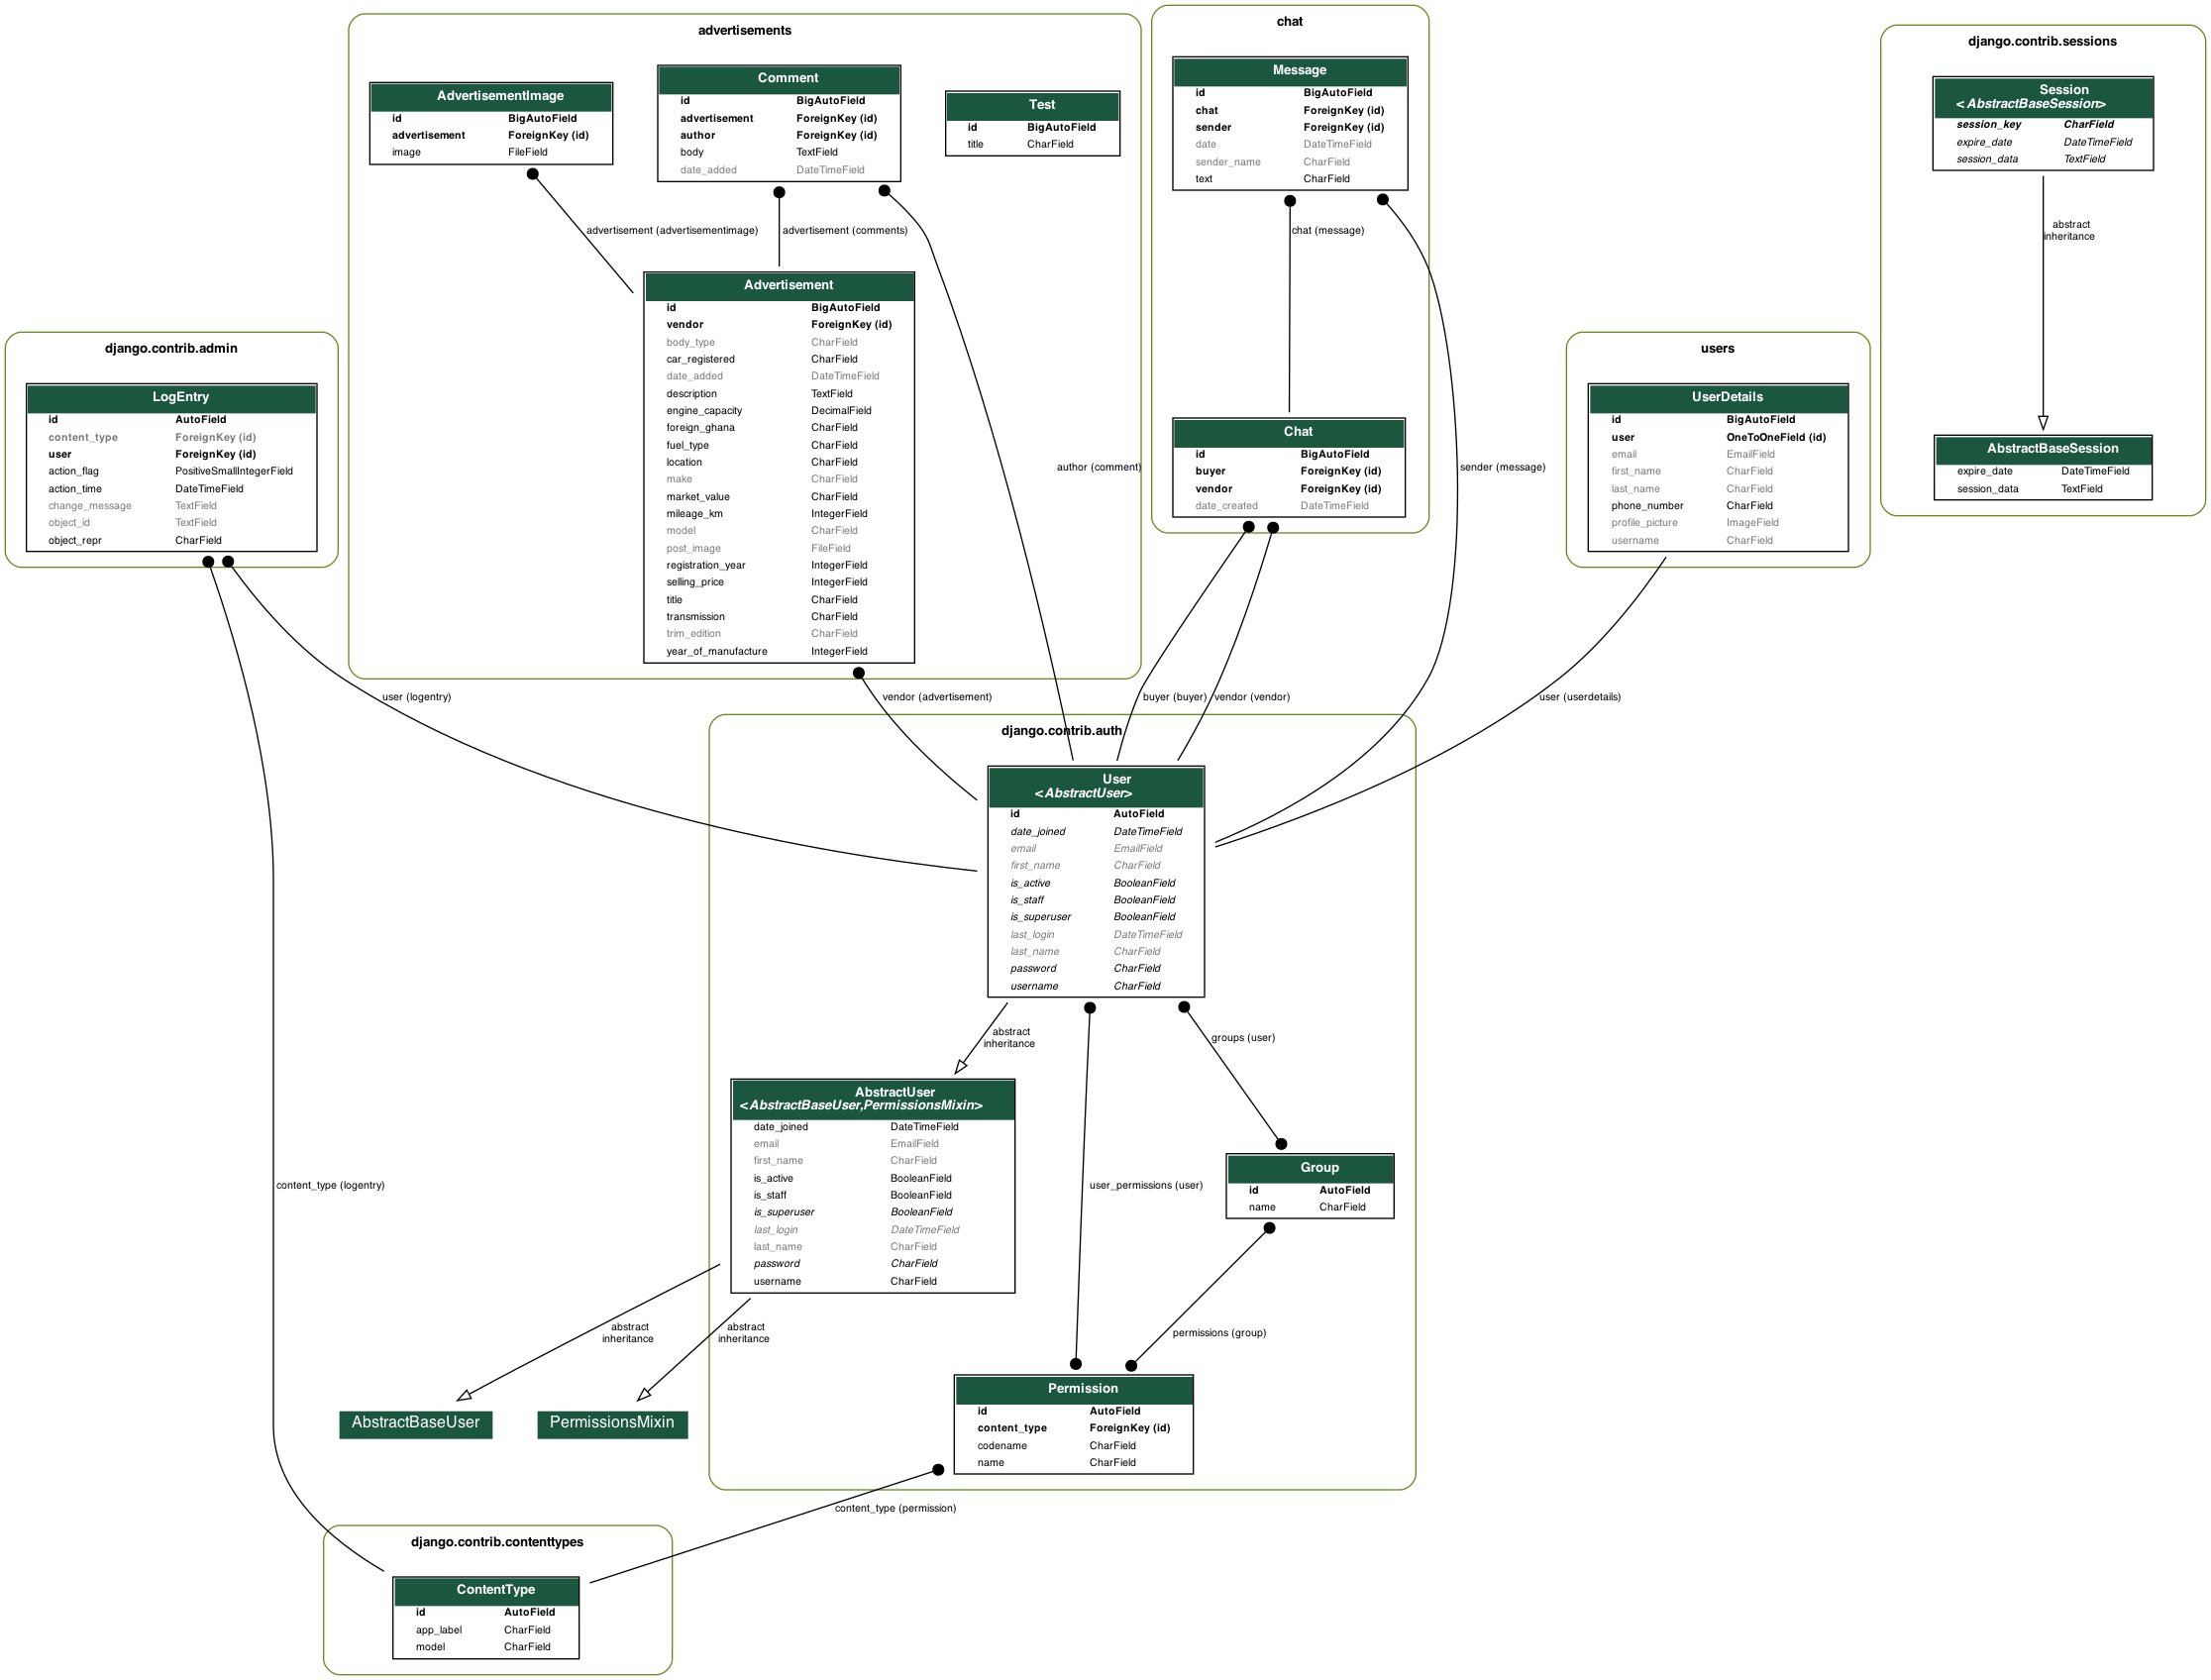 advertisements
AdvertisementImage
id BigAutoField
advertisement ForeignKey (id)
image FileField
Comment
id BigAutoField
advertisement ForeignKey (id)
author ForeignKey (id)
body TextField
date_added DateTimeField
Test
id BigAutoField
title CharField
advertisement (advertisementimage)
advertisement (comments)
Advertisement
id BigAutoField
vendor ForeignKey (id)
body_type CharField
car_registered CharField
date_added DateTimeField
description TextField
engine_capacity DecimalField
foreign_ghana CharField
fuel_type CharField
location CharField
make CharField
market_value CharField
mileage_km IntegerField
model CharField
post_image FileField
registration_year IntegerField
selling_price IntegerField
title CharField
transmission CharField
trim_edition CharField
year_of_manufacture IntegerField
author (comment)
chat
Message
id BigAutoField
chat ForeignKey (id)
sender ForeignKey (id)
date DateTimeField
sender_name CharField
text CharField
chat (message)
Chat
id BigAutoField
buyer ForeignKey (id)
vendor ForeignKey (id)
date_created DateTimeField
sender (message)
django.contrib.sessions
Session
<AbstractBaseSession>
session_key CharField
expire_date DateTimeField
session_data TextField
abstract
inheritance
AbstractBaseSession
expire_date DateTimeField
session_data TextField
django.contrib.admin
LogEntry
id AutoField
content_type ForeignKey (id)
user ForeignKey (id)
action_flag PositiveSmallIntegerField
action_time DateTimeField
change_message TextField
object_id TextField
object_repr CharField
users
UserDetails
id BigAutoField
user OneToOneField (id)
email EmailField
first_name CharField
last_name CharField
phone_number CharField
profile_picture ImageField
username CharField
user (logentry)
vendor (advertisement)
buyer (buyer)
vendor (vendor)
user (userdetails)
django.contrib.auth
User
<AbstractUser>
id AutoField
date_joined DateTimeField
email EmailField
first_name CharField
is_active BooleanField
is_staff BooleanField
is_superuser BooleanField
last_login DateTimeField
last_name CharField
password CharField
username CharField
abstract
inheritance
groups (user)
AbstractUser
<AbstractBaseUser,PermissionsMixin>
date_joined DateTimeField
email EmailField
first_name CharField
is_active BooleanField
is_staff BooleanField
is_superuser BooleanField
last_login DateTimeField
last_name CharField
password CharField
username CharField
content_type (logentry)
user_permissions (user)
Group
id AutoField
name CharField
abstract
inheritance
abstract
inheritance
permissions (group)
AbstractBaseUser
PermissionsMixin
Permission
id AutoField
content_type ForeignKey (id)
codename CharField
name CharField
content_type (permission)
django.contrib.contenttypes
ContentType
id AutoField
app_label CharField
model CharField